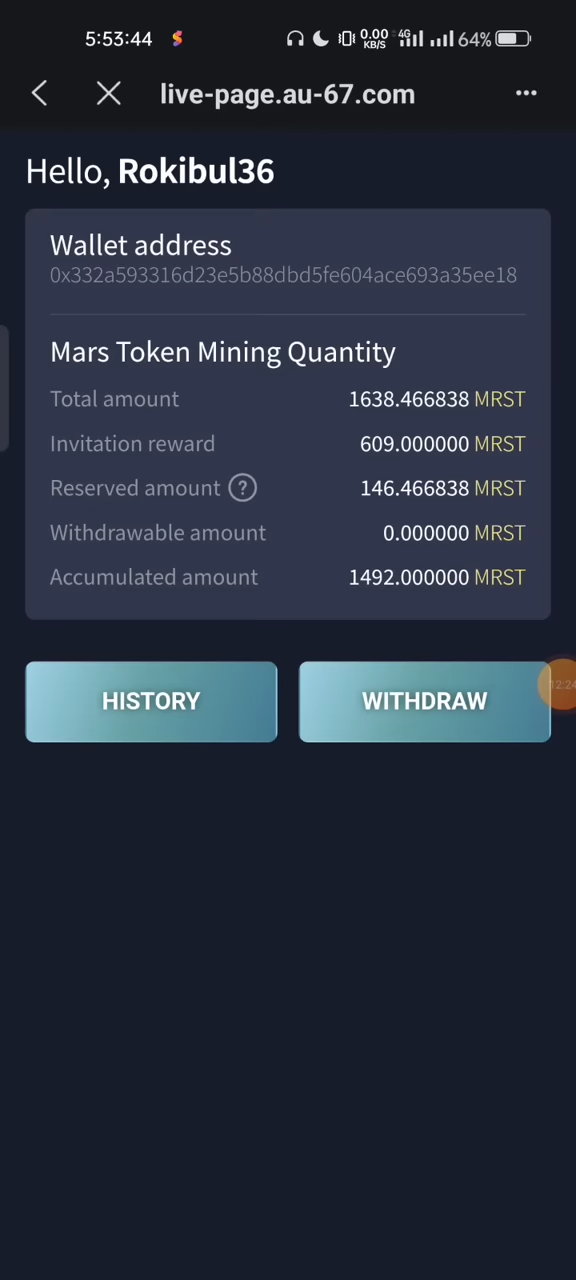 5:53:44 0.00 KB/S 4G 64%
live-page.au-67.com
Hello, Rokibul36
Wallet address
0x332a593316d23e5b88dbd5fe604ace693a35ee18
Mars Token Mining Quantity
Total amount 1638.466838 MRST
Invitation reward 609.000000 MRST
Reserved amount ? 146.466838 MRST
Withdrawable amount 0.000000 MRST
Accumulated amount 1492.000000 MRST
HISTORY WITHDRAW
12:24